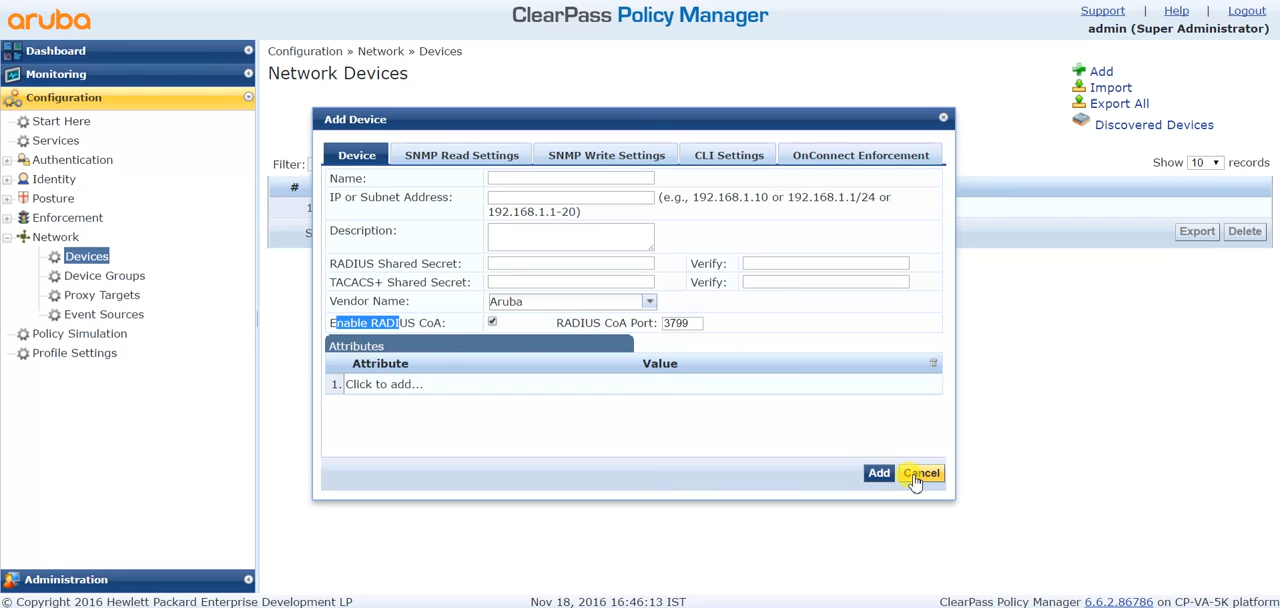 aruba
ClearPass Policy Manager
Support | Help | Logout
admin (Super Administrator)
Dashboard
Monitoring
Configuration
Start Here
Services
Authentication
Identity
Posture
Enforcement
Network
Devices
Device Groups
Proxy Targets
Event Sources
Policy Simulation
Profile Settings
Administration
Configuration » Network » Devices
Network Devices
Add
Import
Export All
Discovered Devices
Filter:
Show 10 records
#
1
S
Export Delete
Add Device
Device SNMP Read Settings SNMP Write Settings CLI Settings OnConnect Enforcement
Name:
IP or Subnet Address: (e.g., 192.168.1.10 or 192.168.1.1/24 or
192.168.1.1-20)
Description:
RADIUS Shared Secret: Verify:
TACACS+ Shared Secret: Verify:
Vendor Name: Aruba
Enable RADIUS CoA: RADIUS CoA Port: 3799
Attributes
Attribute Value
1. Click to add...
Add Cancel
© Copyright 2016 Hewlett Packard Enterprise Development LP Nov 18, 2016 16:46:13 IST ClearPass Policy Manager 6.6.2.86786 on CP-VA-5K platform